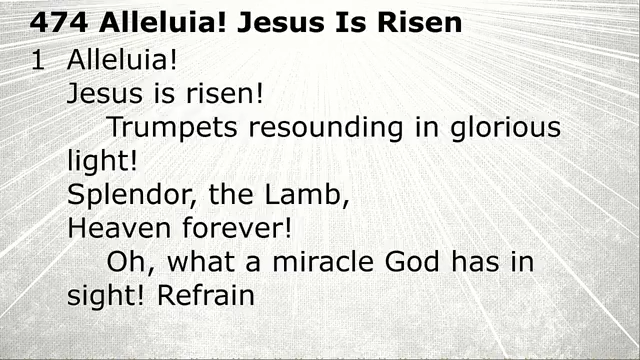 474 Alleluia! Jesus Is Risen
1 Alleluia!
Jesus is risen!
Trumpets resounding in glorious
light!
Splendor, the Lamb,
Heaven forever!
Oh, what a miracle God has in
sight! Refrain